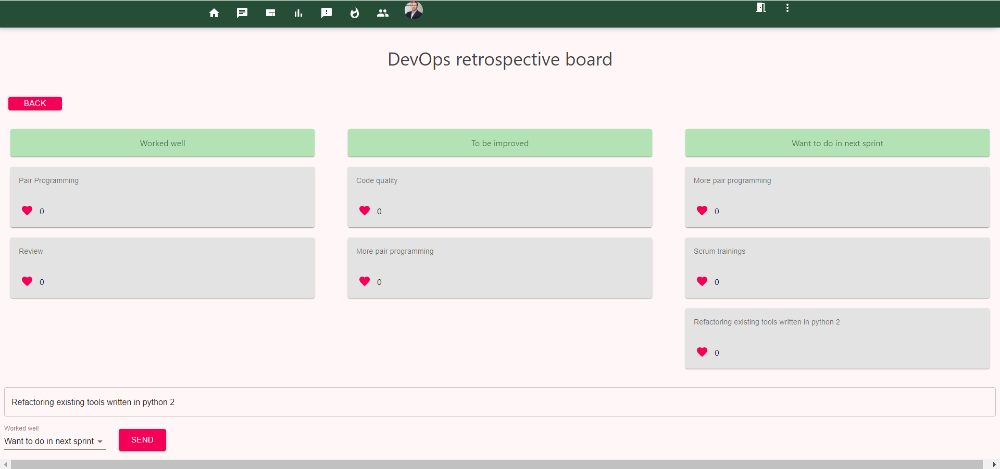 DevOps retrospective board
BACK
Worked well
To be improved
Want to do in next sprint
Pair Programming
0
Code quality
0
More pair programming
0
Review
0
More pair programming
0
Scrum trainings
0
Refactoring existing tools written in python 2
0
Refactoring existing tools written in python 2
Worked well
Want to do in next sprint
SEND